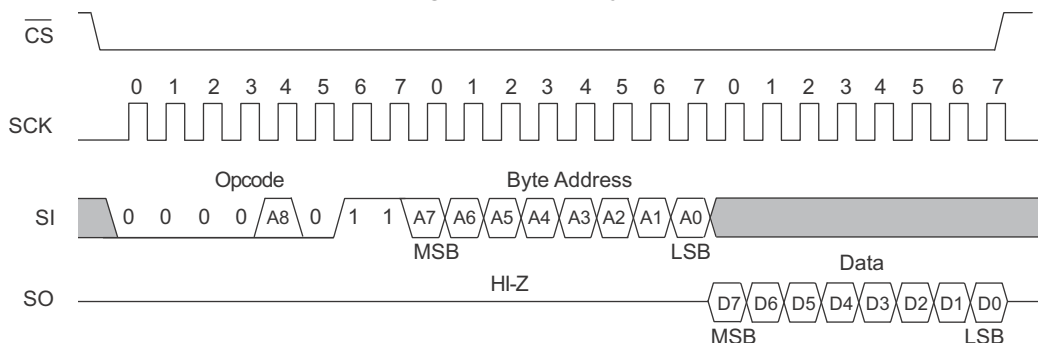 CS
0 1 2 3 4 5 6 7 0 1 2 3 4 5 6 7 0 1 2 3 4 5 6 7
SCK
Opcode Byte Address
SI 0 0 0 0 A8 0 1 1 A7 A6 A5 A4 A3 A2 A1 A0
MSB LSB
HI-Z Data
SO D7 D6 D5 D4 D3 D2 D1 D0
MSB LSB